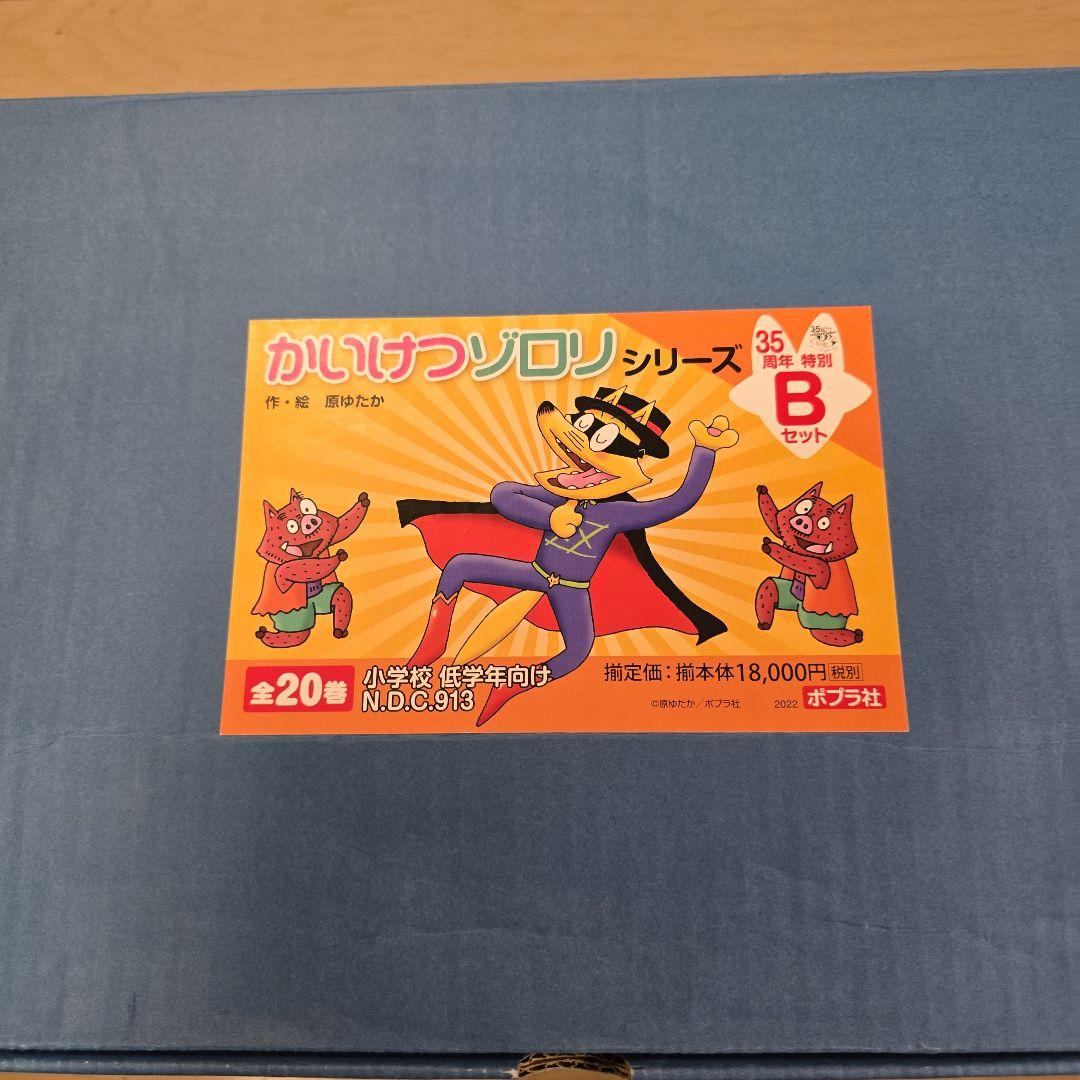 かいけつゾロリシリーズ
作・絵 原ゆたか
35
周年 特別
B
セット
全20巻
小学校 低学年向け
N.D.C.913
揃定価：揃本体18,000円 税別
©原ゆたか／ポプラ社 2022 ポプラ社